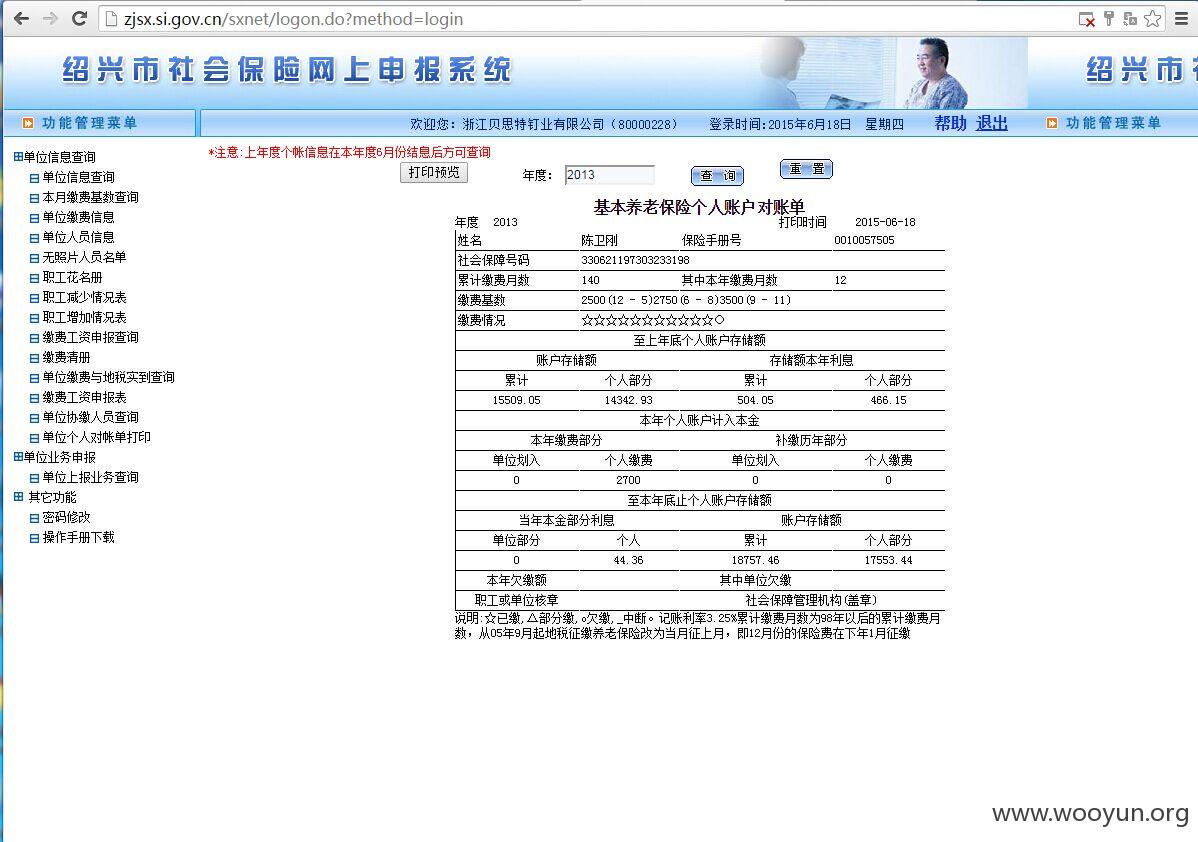 zjsx.si.gov.cn/sxnet/logon.do?method=login
绍兴市社会保险网上申报系统
绍兴市
功能管理菜单
欢迎您：浙江贝思特钉业有限公司（80000228） 登录时间:2015年6月18日 星期四 帮助 退出
功能管理菜单
单位信息查询
单位信息查询
本月缴费基数查询
单位缴费信息
单位人员信息
无照片人员名单
职工花名册
职工减少情况表
职工增加情况表
缴费工资申报查询
缴费清册
单位缴费与地税实到查询
缴费工资申报表
单位协缴人员查询
单位个人对帐单打印
单位业务申报
单位上报业务查询
其它功能
密码修改
操作手册下载
*注意:上年度个帐信息在本年度6月份结息后方可查询
打印预览 年度： 2013 查 询 重 置
基本养老保险个人账户对账单
年度 2013 打印时间 2015-06-18
姓名 陈卫刚 保险手册号 0010057505
社会保障号码 330621197303233198
累计缴费月数 140 其中本年缴费月数 12
缴费基数 2500(12 - 5)2750(6 - 8)3500(9 - 11)
缴费情况 ☆☆☆☆☆☆☆☆☆☆☆○
至上年底个人账户存储额
账户存储额 存储额本年利息
累计 个人部分 累计 个人部分
15509.05 14342.93 504.05 466.15
本年个人账户计入本金
本年缴费部分 补缴历年部分
单位划入 个人缴费 单位划入 个人缴费
0 2700 0 0
至本年底止个人账户存储额
当年本金部分利息 账户存储额
单位部分 个人 累计 个人部分
0 44.36 18757.46 17553.44
本年欠缴额 其中单位欠缴
职工或单位核章 社会保障管理机构(盖章)
说明:☆已缴,△部分缴,○欠缴,_中断。记账利率3.25%累计缴费月数为98年以后的累计缴费月
数，从05年9月起地税征缴养老保险改为当月征上月，即12月份的保险费在下年1月征缴
www.wooyun.org